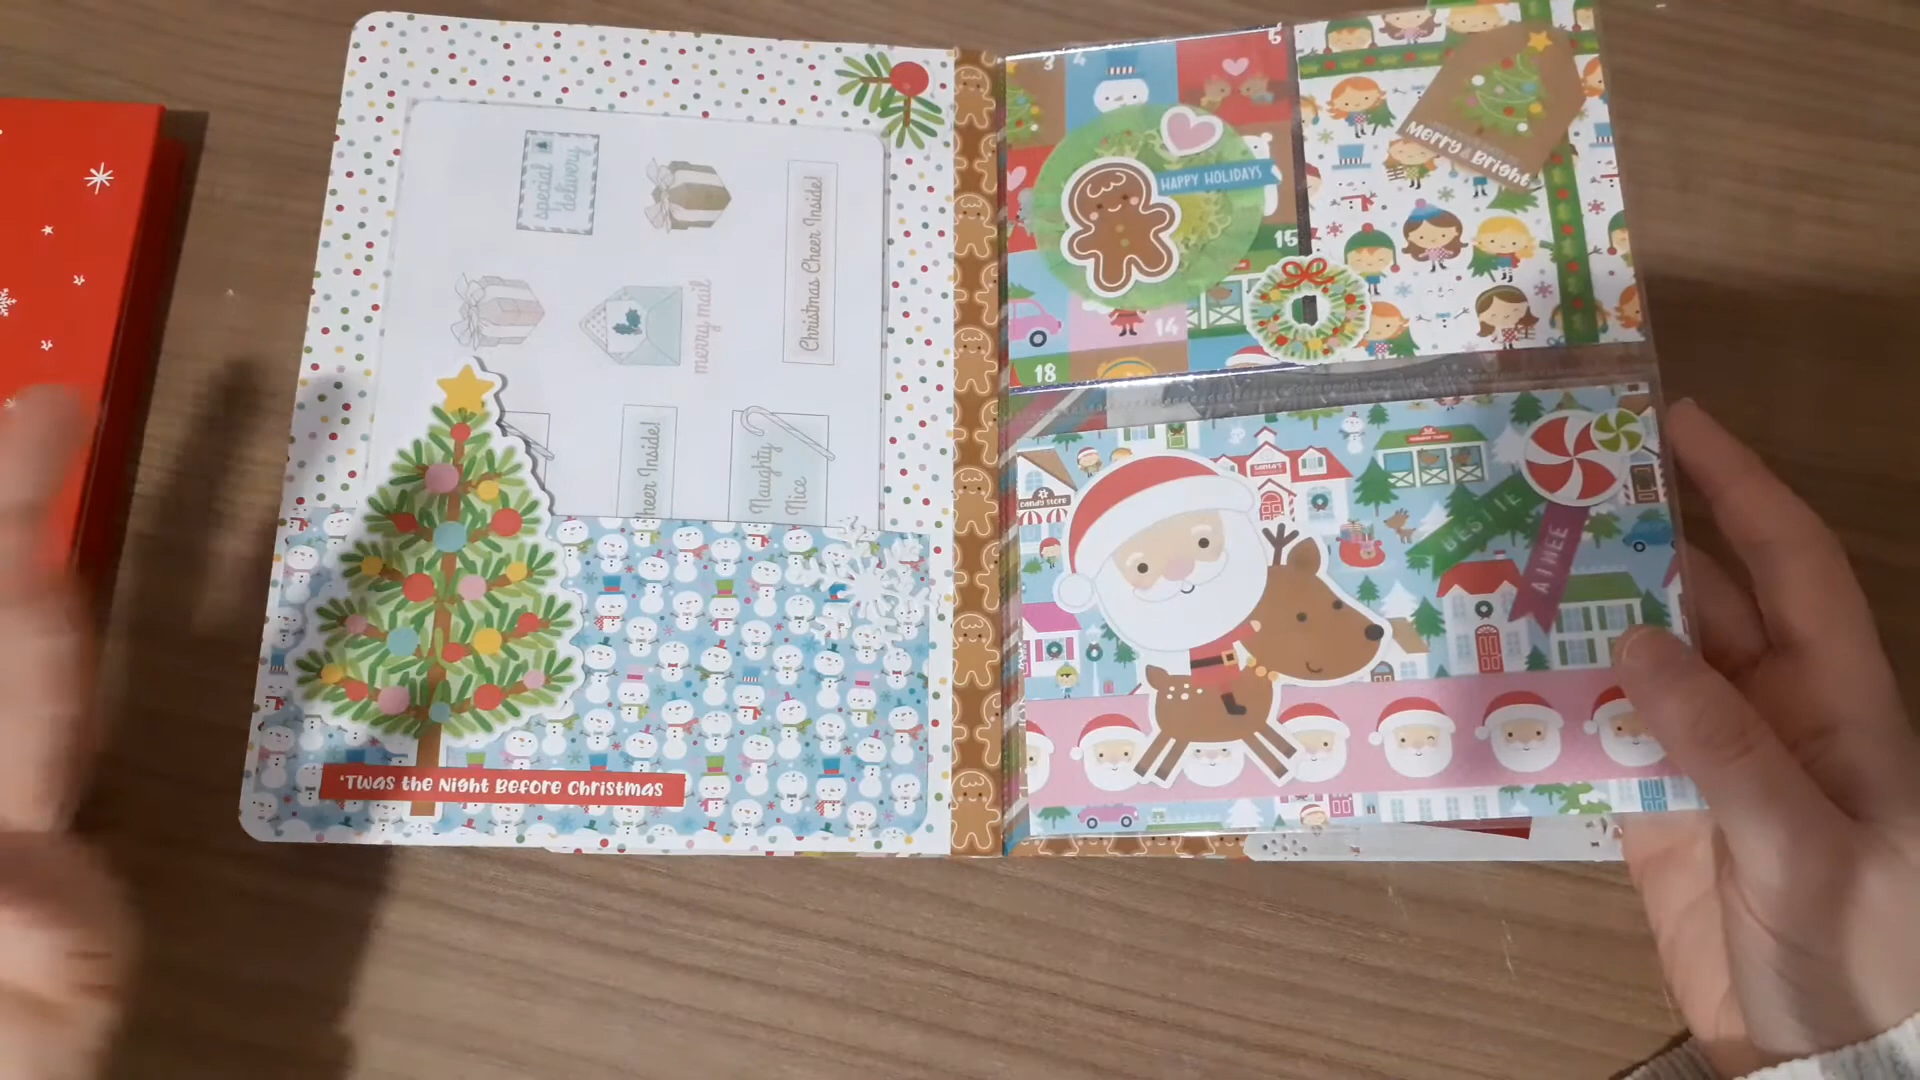 special
delivery
Christmas Cheer Inside!
merry mail
heer Inside!
Naughty
Nice
'Twas the Night Before Christmas
3
4
5
HAPPY HOLIDAYS
15
14
18
Merry & Bright
SANTA'S
CANDY STORE
BESTIE
AIMEE